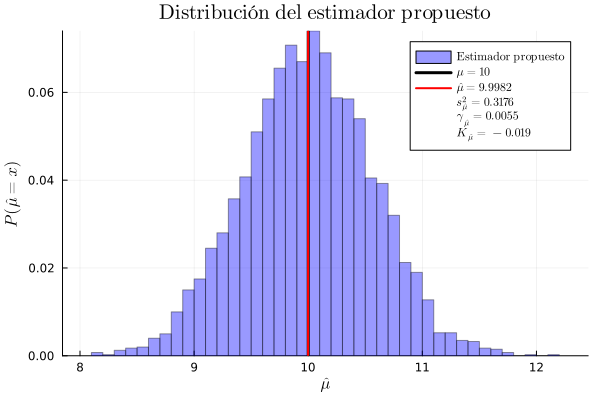 Distribución del estimador propuesto
Estimador propuesto
μ = 10
μ̂ = 9.9982
s²_μ̂ = 0.3176
γ_μ̂ = 0.0055
K_μ̂ = −0.019
P(μ̂ = x)
0.06
0.04
0.02
0.00
8 9 10 11 12
μ̂